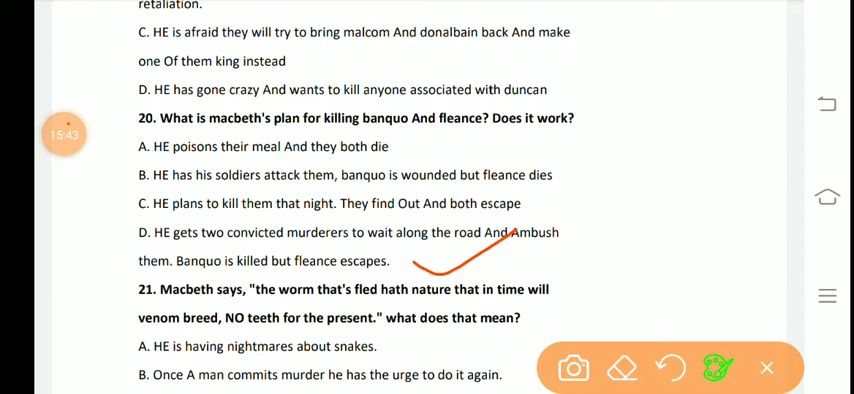 retaliation.
C. HE is afraid they will try to bring malcom And donalbain back And make
one Of them king instead
D. HE has gone crazy And wants to kill anyone associated with duncan
20. What is macbeth's plan for killing banquo And fleance? Does it work?
A. HE poisons their meal And they both die
B. HE has his soldiers attack them, banquo is wounded but fleance dies
C. HE plans to kill them that night. They find Out And both escape
D. HE gets two convicted murderers to wait along the road And Ambush
them. Banquo is killed but fleance escapes.
21. Macbeth says, "the worm that's fled hath nature that in time will
venom breed, NO teeth for the present." what does that mean?
A. HE is having nightmares about snakes.
B. Once A man commits murder he has the urge to do it again.
15:43